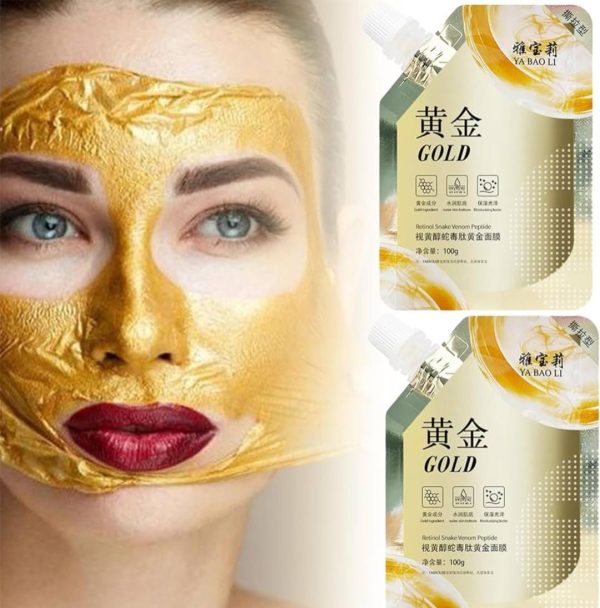 撕拉型
雅宝莉
YA BAO LI
黄金
GOLD
黄金成分
水润肌底
保湿光泽
Retinol Snake Venom Peptide
视黄醇蛇毒肽黄金面膜
净含量：100g
撕拉型
雅宝莉
YA BAO LI
黄金
GOLD
黄金成分
水润肌底
保湿光泽
Retinol Snake Venom Peptide
视黄醇蛇毒肽黄金面膜
净含量：100g